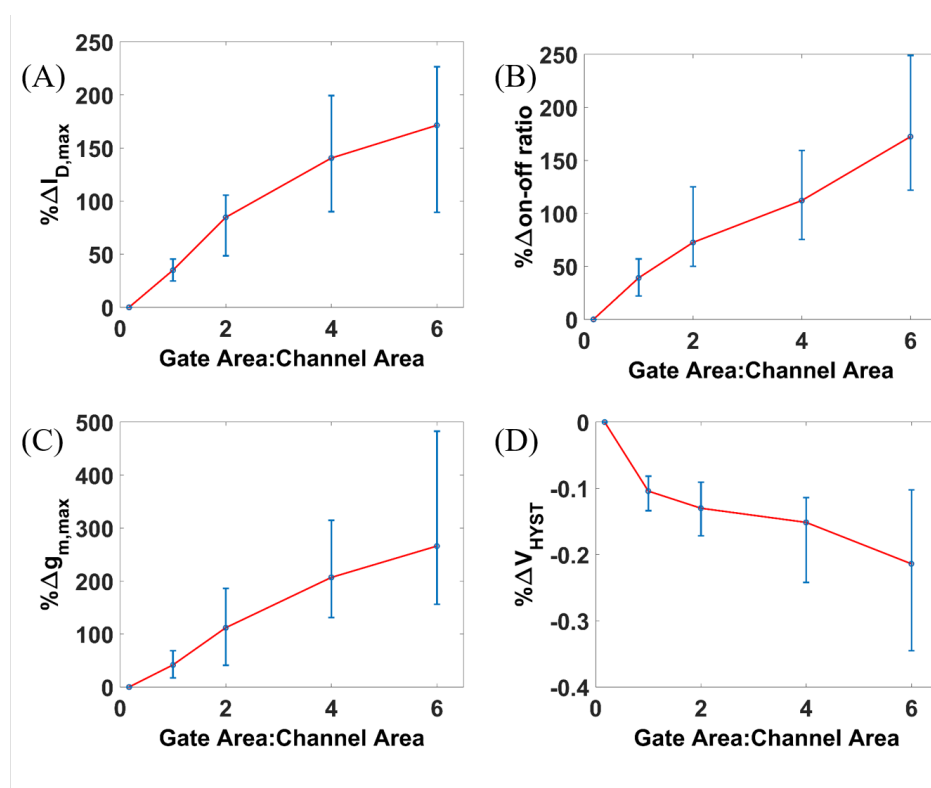 (A)
%ΔI_D,max
250
200
150
100
50
0
0 2 4 6
Gate Area:Channel Area
(B)
%Δon-off ratio
250
200
150
100
50
0
0 2 4 6
Gate Area:Channel Area
(C)
%Δg_m,max
500
400
300
200
100
0
0 2 4 6
Gate Area:Channel Area
(D)
%ΔV_HYST
0
-0.1
-0.2
-0.3
-0.4
0 2 4 6
Gate Area:Channel Area